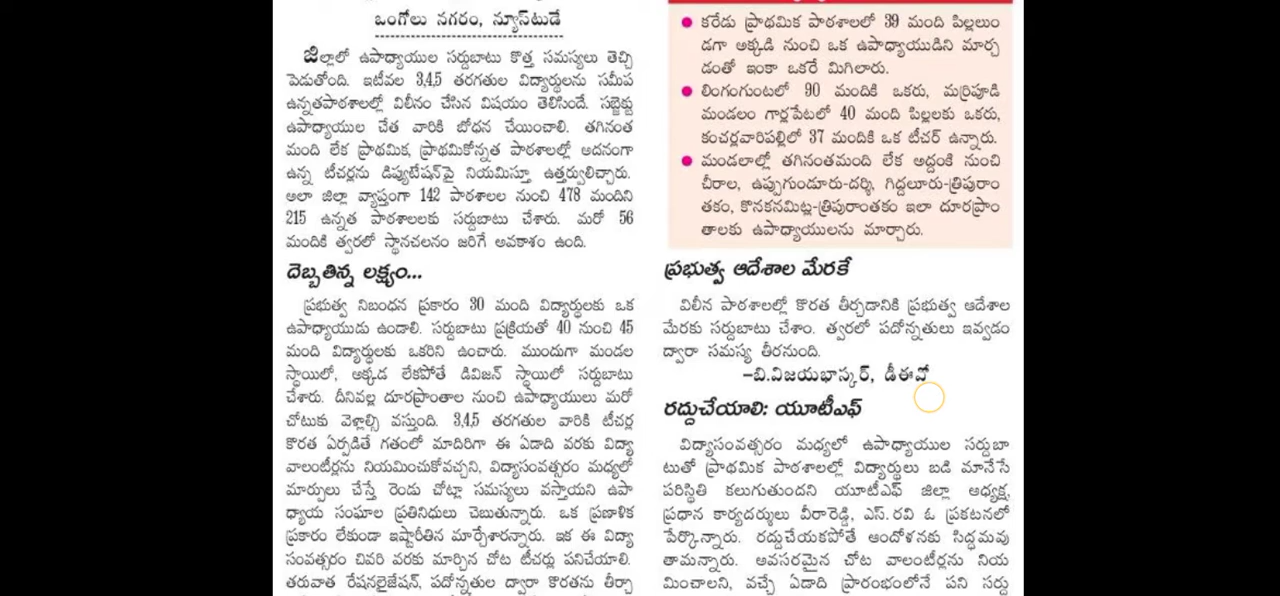 ఒంగోలు నగరం, న్యూస్‌టుడే
జిల్లాలో ఉపాధ్యాయుల సర్దుబాటు కొత్త సమస్యలు తెచ్చి
పెడుతోంది. ఇటీవల 3,4,5 తరగతుల విద్యార్థులను సమీప
ఉన్నతపాఠశాలల్లో విలీనం చేసిన విషయం తెలిసిందే. సబ్జెక్టు
ఉపాధ్యాయుల చేత వారికి బోధన చేయించాలి. తగినంత
మంది లేక ప్రాథమిక, ప్రాథమికోన్నత పాఠశాలల్లో అదనంగా
ఉన్న టీచర్లను డిప్యుటేషన్‌పై నియమిస్తూ ఉత్తర్వులిచ్చారు.
అలా జిల్లా వ్యాప్తంగా 142 పాఠశాలల నుంచి 478 మందిని
215 ఉన్నత పాఠశాలలకు సర్దుబాటు చేశారు. మరో 56
మందికి త్వరలో స్థానచలనం జరిగే అవకాశం ఉంది.
దెబ్బతిన్న లక్ష్యం...
ప్రభుత్వ నిబంధన ప్రకారం 30 మంది విద్యార్థులకు ఒక
ఉపాధ్యాయుడు ఉండాలి. సర్దుబాటు ప్రక్రియతో 40 నుంచి 45
మంది విద్యార్థులకు ఒకరిని ఉంచారు. ముందుగా మండల
స్థాయిలో, అక్కడ లేకపోతే డివిజన్ స్థాయిలో సర్దుబాటు
చేశారు. దీనివల్ల దూరప్రాంతాల నుంచి ఉపాధ్యాయులు మరో
చోటుకు వెళ్లాల్సి వస్తుంది. 3,4,5 తరగతుల వారికి టీచర్ల
కొరత ఏర్పడితే గతంలో మాదిరిగా ఈ ఏడాది వరకు విద్యా
వాలంటీర్లను నియమించుకోవచ్చని, విద్యాసంవత్సరం మధ్యలో
మార్పులు చేస్తే రెండు చోట్లా సమస్యలు వస్తాయని ఉపా
ధ్యాయ సంఘాల ప్రతినిధులు చెబుతున్నారు. ఒక ప్రణాళిక
ప్రకారం లేకుండా ఇష్టారీతిన మార్చేశారన్నారు. ఇక ఈ విద్యా
సంవత్సరం చివరి వరకు మార్చిన చోట టీచర్లు పనిచేయాలి.
తరువాత రేషనలైజేషన్, పదోన్నతుల ద్వారా కొరతను తీర్చా
● కరేడు ప్రాథమిక పాఠశాలలో 39 మంది పిల్లలుం
డగా అక్కడి నుంచి ఒక ఉపాధ్యాయుడిని మార్చ
డంతో ఇంకా ఒకరే మిగిలారు.
● లింగంగుంటలో 90 మందికి ఒకరు, మర్రిపూడి
మండలం గార్లపేటలో 40 మంది పిల్లలకు ఒకరు,
కంచర్లవారిపల్లిలో 37 మందికి ఒక టీచర్ ఉన్నారు.
● మండలాల్లో తగినంతమంది లేక అద్దంకి నుంచి
చీరాల, ఉప్పుగుండూరు-దర్శి, గిద్దలూరు-త్రిపురాం
తకం, కొనకనమిట్ల-త్రిపురాంతకం ఇలా దూరప్రాం
తాలకు ఉపాధ్యాయులను మార్చారు.
ప్రభుత్వ ఆదేశాల మేరకే
విలీన పాఠశాలల్లో కొరత తీర్చడానికి ప్రభుత్వ ఆదేశాల
మేరకు సర్దుబాటు చేశాం. త్వరలో పదోన్నతులు ఇవ్వడం
ద్వారా సమస్య తీరనుంది.
–బి.విజయభాస్కర్, డీఈవో
రద్దుచేయాలి: యూటీఎఫ్
విద్యాసంవత్సరం మధ్యలో ఉపాధ్యాయుల సర్దుబా
టుతో ప్రాథమిక పాఠశాలల్లో విద్యార్థులు బడి మానేసే
పరిస్థితి కలుగుతుందని యూటీఎఫ్ జిల్లా అధ్యక్ష,
ప్రధాన కార్యదర్శులు వీరారెడ్డి, ఎస్.రవి ఓ ప్రకటనలో
పేర్కొన్నారు. రద్దుచేయకపోతే ఆందోళనకు సిద్ధమవు
తామన్నారు. అవసరమైన చోట వాలంటీర్లను నియ
మించాలని, వచ్చే ఏడాది ప్రారంభంలోనే పని సర్దు